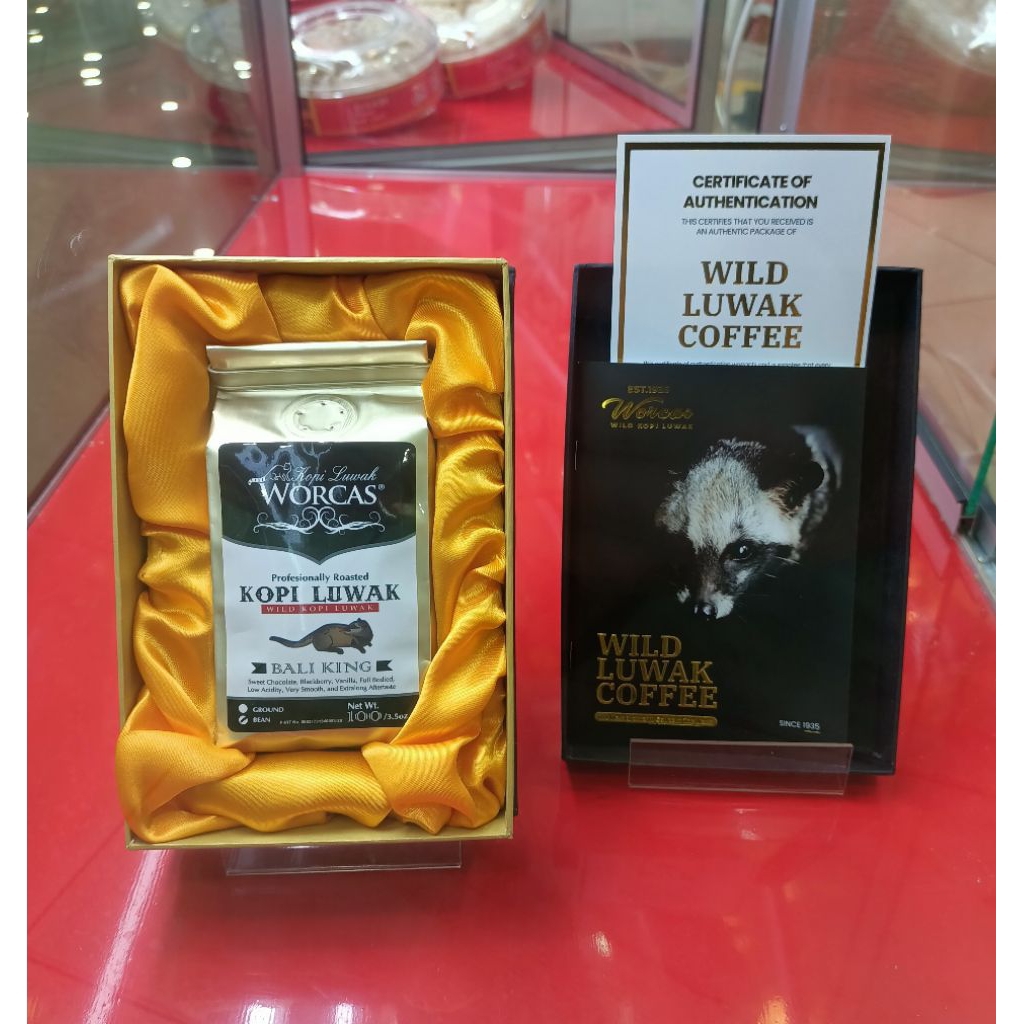 Kopi Luwak
WORCAS®
Profesionally Roasted
KOPI LUWAK
WILD KOPI LUWAK
BALI KING
Sweet Chocolate, Blackberry, Vanilla, Full Bodied,
Low Acidity, Very Smooth, and Extralong Aftertaste
GROUND
BEAN
Net Wt.
100/3.5oz
CERTIFICATE OF
AUTHENTICATION
THIS CERTIFIES THAT YOU RECEIVED IS
AN AUTHENTIC PACKAGE OF
WILD
LUWAK
COFFEE
Worcas
WILD KOPI LUWAK
WILD
LUWAK
COFFEE
SINCE 1935